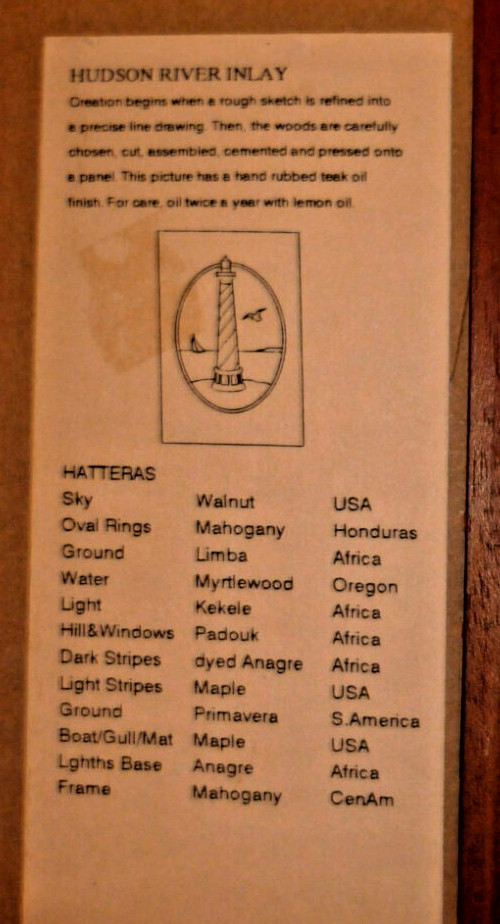 HUDSON RIVER INLAY
Creation begins when a rough sketch is refined into
a precise line drawing. Then, the woods are carefully
chosen, cut, assembled, cemented and pressed onto
a panel. This picture has a hand rubbed teak oil
finish. For care, oil twice a year with lemon oil.
HATTERAS
Sky Walnut USA
Oval Rings Mahogany Honduras
Ground Limba Africa
Water Myrtlewood Oregon
Light Kekele Africa
Hill&Windows Padouk Africa
Dark Stripes dyed Anagre Africa
Light Stripes Maple USA
Ground Primavera S.America
Boat/Gull/Mat Maple USA
Lghths Base Anagre Africa
Frame Mahogany CenAm